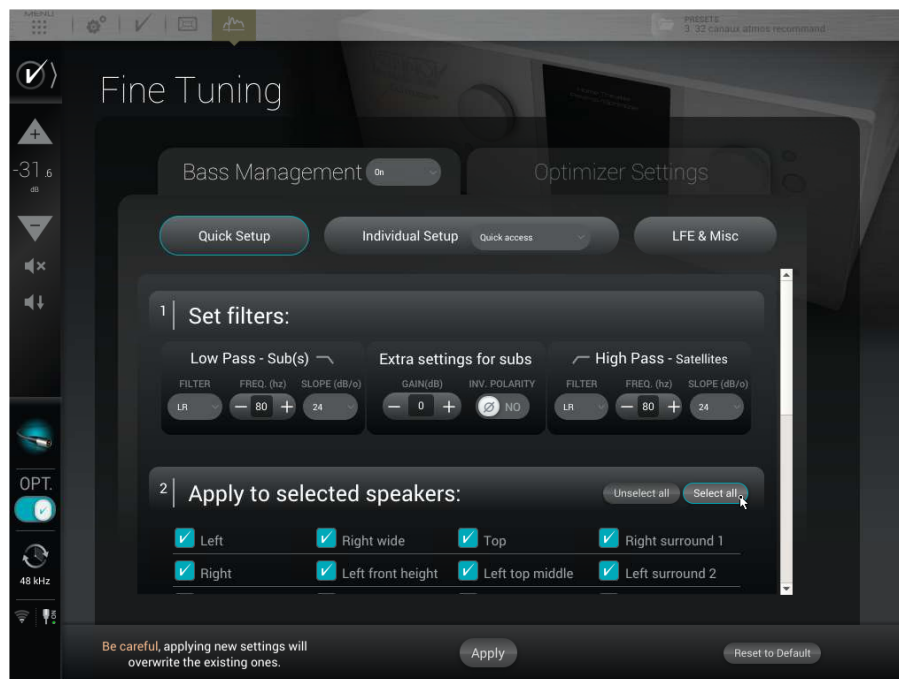 MENU
PRESETS
3. 32 canaux atmos recommand
Fine Tuning
-31.6
dB
Bass Management On
Optimizer Settings
Quick Setup
Individual Setup Quick access
LFE & Misc
1 Set filters:
Low Pass - Sub(s)
Extra settings for subs
High Pass - Satellites
FILTER FREQ. (hz) SLOPE (dB/o)
GAIN(dB) INV. POLARITY
FILTER FREQ. (hz) SLOPE (dB/o)
LR − 80 + 24
− 0 + Ø NO
LR − 80 + 24
2 Apply to selected speakers:
Unselect all
Select all
Left Right wide Top Right surround 1
Right Left front height Left top middle Left surround 2
OPT.
48 kHz
ON
Be careful, applying new settings will
overwrite the existing ones.
Apply
Reset to Default